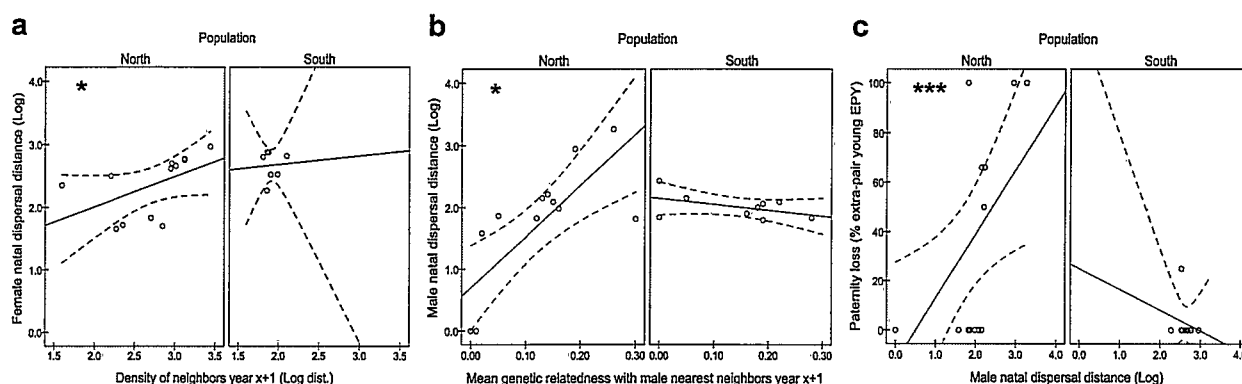 a
Population
North South
*
Female natal dispersal distance (Log)
4.0
3.0
2.0
1.0
0.0
1.5 2.0 2.5 3.0 3.5 1.5 2.0 2.5 3.0 3.5
Density of neighbors year x+1 (Log dist.)
b
Population
North South
*
Male natal dispersal distance (Log)
4.0
3.0
2.0
1.0
0.0
0.00 0.10 0.20 0.30 0.00 0.10 0.20 0.30
Mean genetic relatedness with male nearest neighbors year x+1
c
Population
North South
***
Paternity loss (% extra-pair young EPY)
100
80
60
40
20
0
0.0 1.0 2.0 3.0 4.0 0.0 1.0 2.0 3.0 4.0
Male natal dispersal distance (Log)